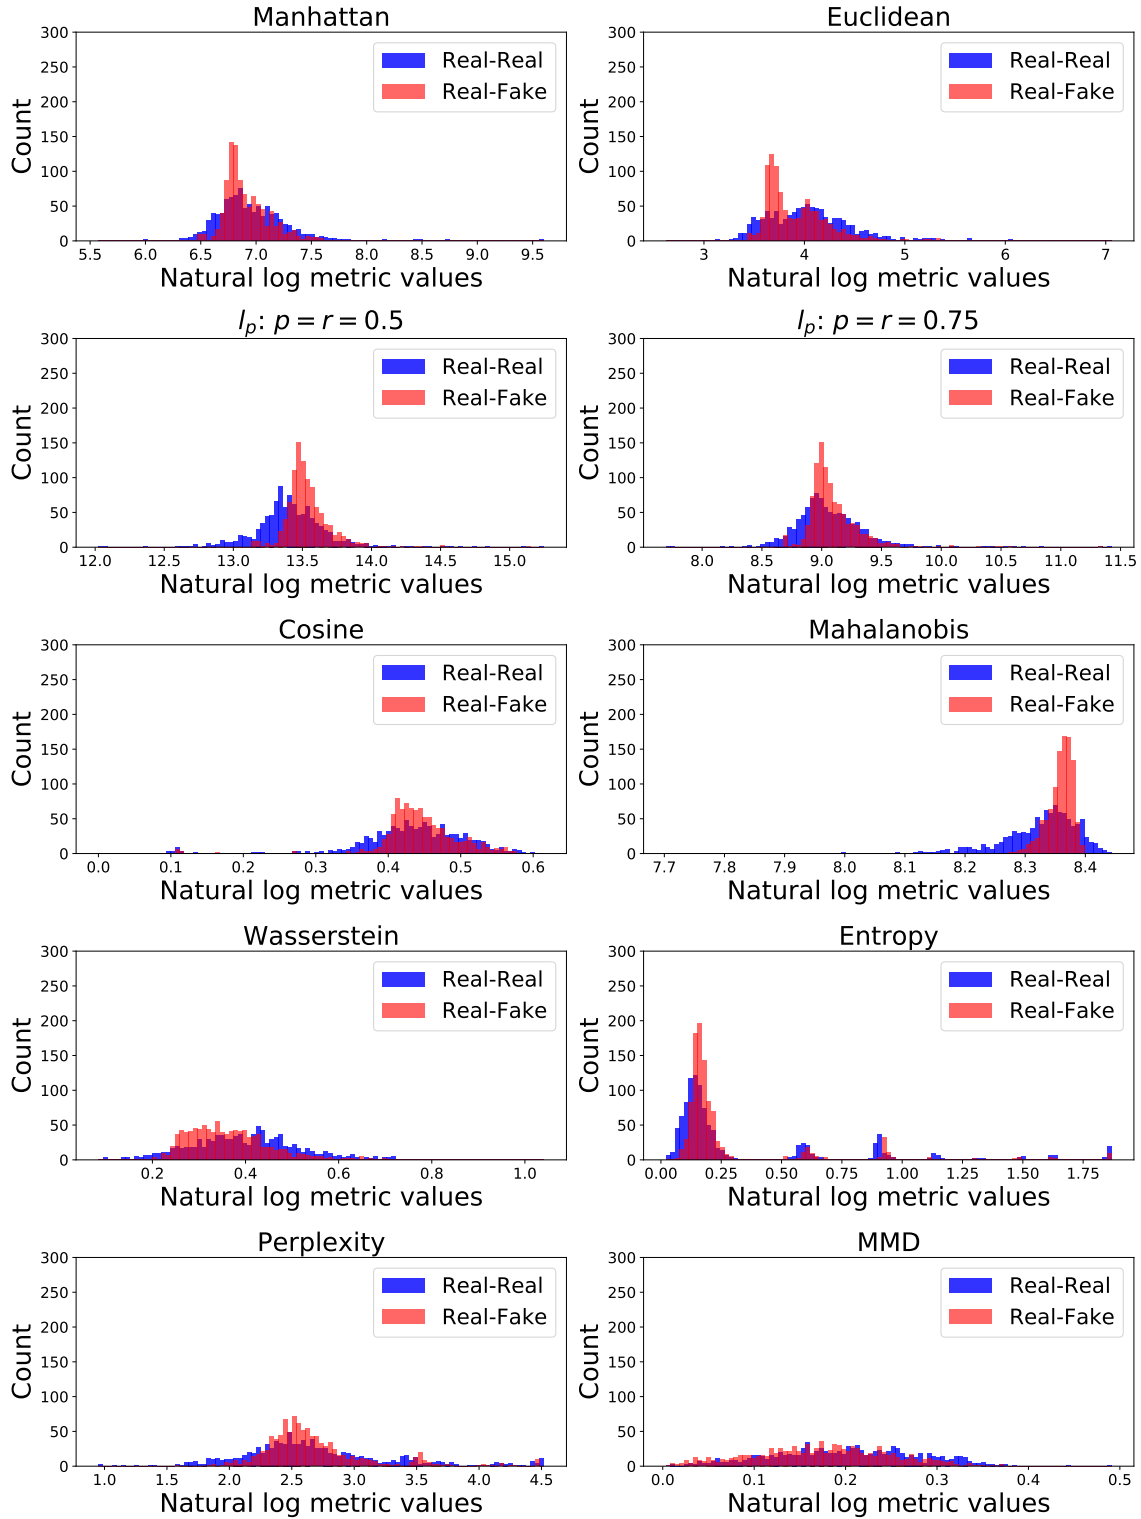 Manhattan
Count
300
250
200
150
100
50
0
Real-Real
Real-Fake
5.5 6.0 6.5 7.0 7.5 8.0 8.5 9.0 9.5
Natural log metric values
Euclidean
Count
300
250
200
150
100
50
0
Real-Real
Real-Fake
3 4 5 6 7
Natural log metric values
l_p: p = r = 0.5
Count
300
250
200
150
100
50
0
Real-Real
Real-Fake
12.0 12.5 13.0 13.5 14.0 14.5 15.0
Natural log metric values
l_p: p = r = 0.75
Count
300
250
200
150
100
50
0
Real-Real
Real-Fake
8.0 8.5 9.0 9.5 10.0 10.5 11.0 11.5
Natural log metric values
Cosine
Count
300
250
200
150
100
50
0
Real-Real
Real-Fake
0.0 0.1 0.2 0.3 0.4 0.5 0.6
Natural log metric values
Mahalanobis
Count
300
250
200
150
100
50
0
Real-Real
Real-Fake
7.7 7.8 7.9 8.0 8.1 8.2 8.3 8.4
Natural log metric values
Wasserstein
Count
300
250
200
150
100
50
0
Real-Real
Real-Fake
0.2 0.4 0.6 0.8 1.0
Natural log metric values
Entropy
Count
300
250
200
150
100
50
0
Real-Real
Real-Fake
0.00 0.25 0.50 0.75 1.00 1.25 1.50 1.75
Natural log metric values
Perplexity
Count
300
250
200
150
100
50
0
Real-Real
Real-Fake
1.0 1.5 2.0 2.5 3.0 3.5 4.0 4.5
Natural log metric values
MMD
Count
300
250
200
150
100
50
0
Real-Real
Real-Fake
0.0 0.1 0.2 0.3 0.4 0.5
Natural log metric values